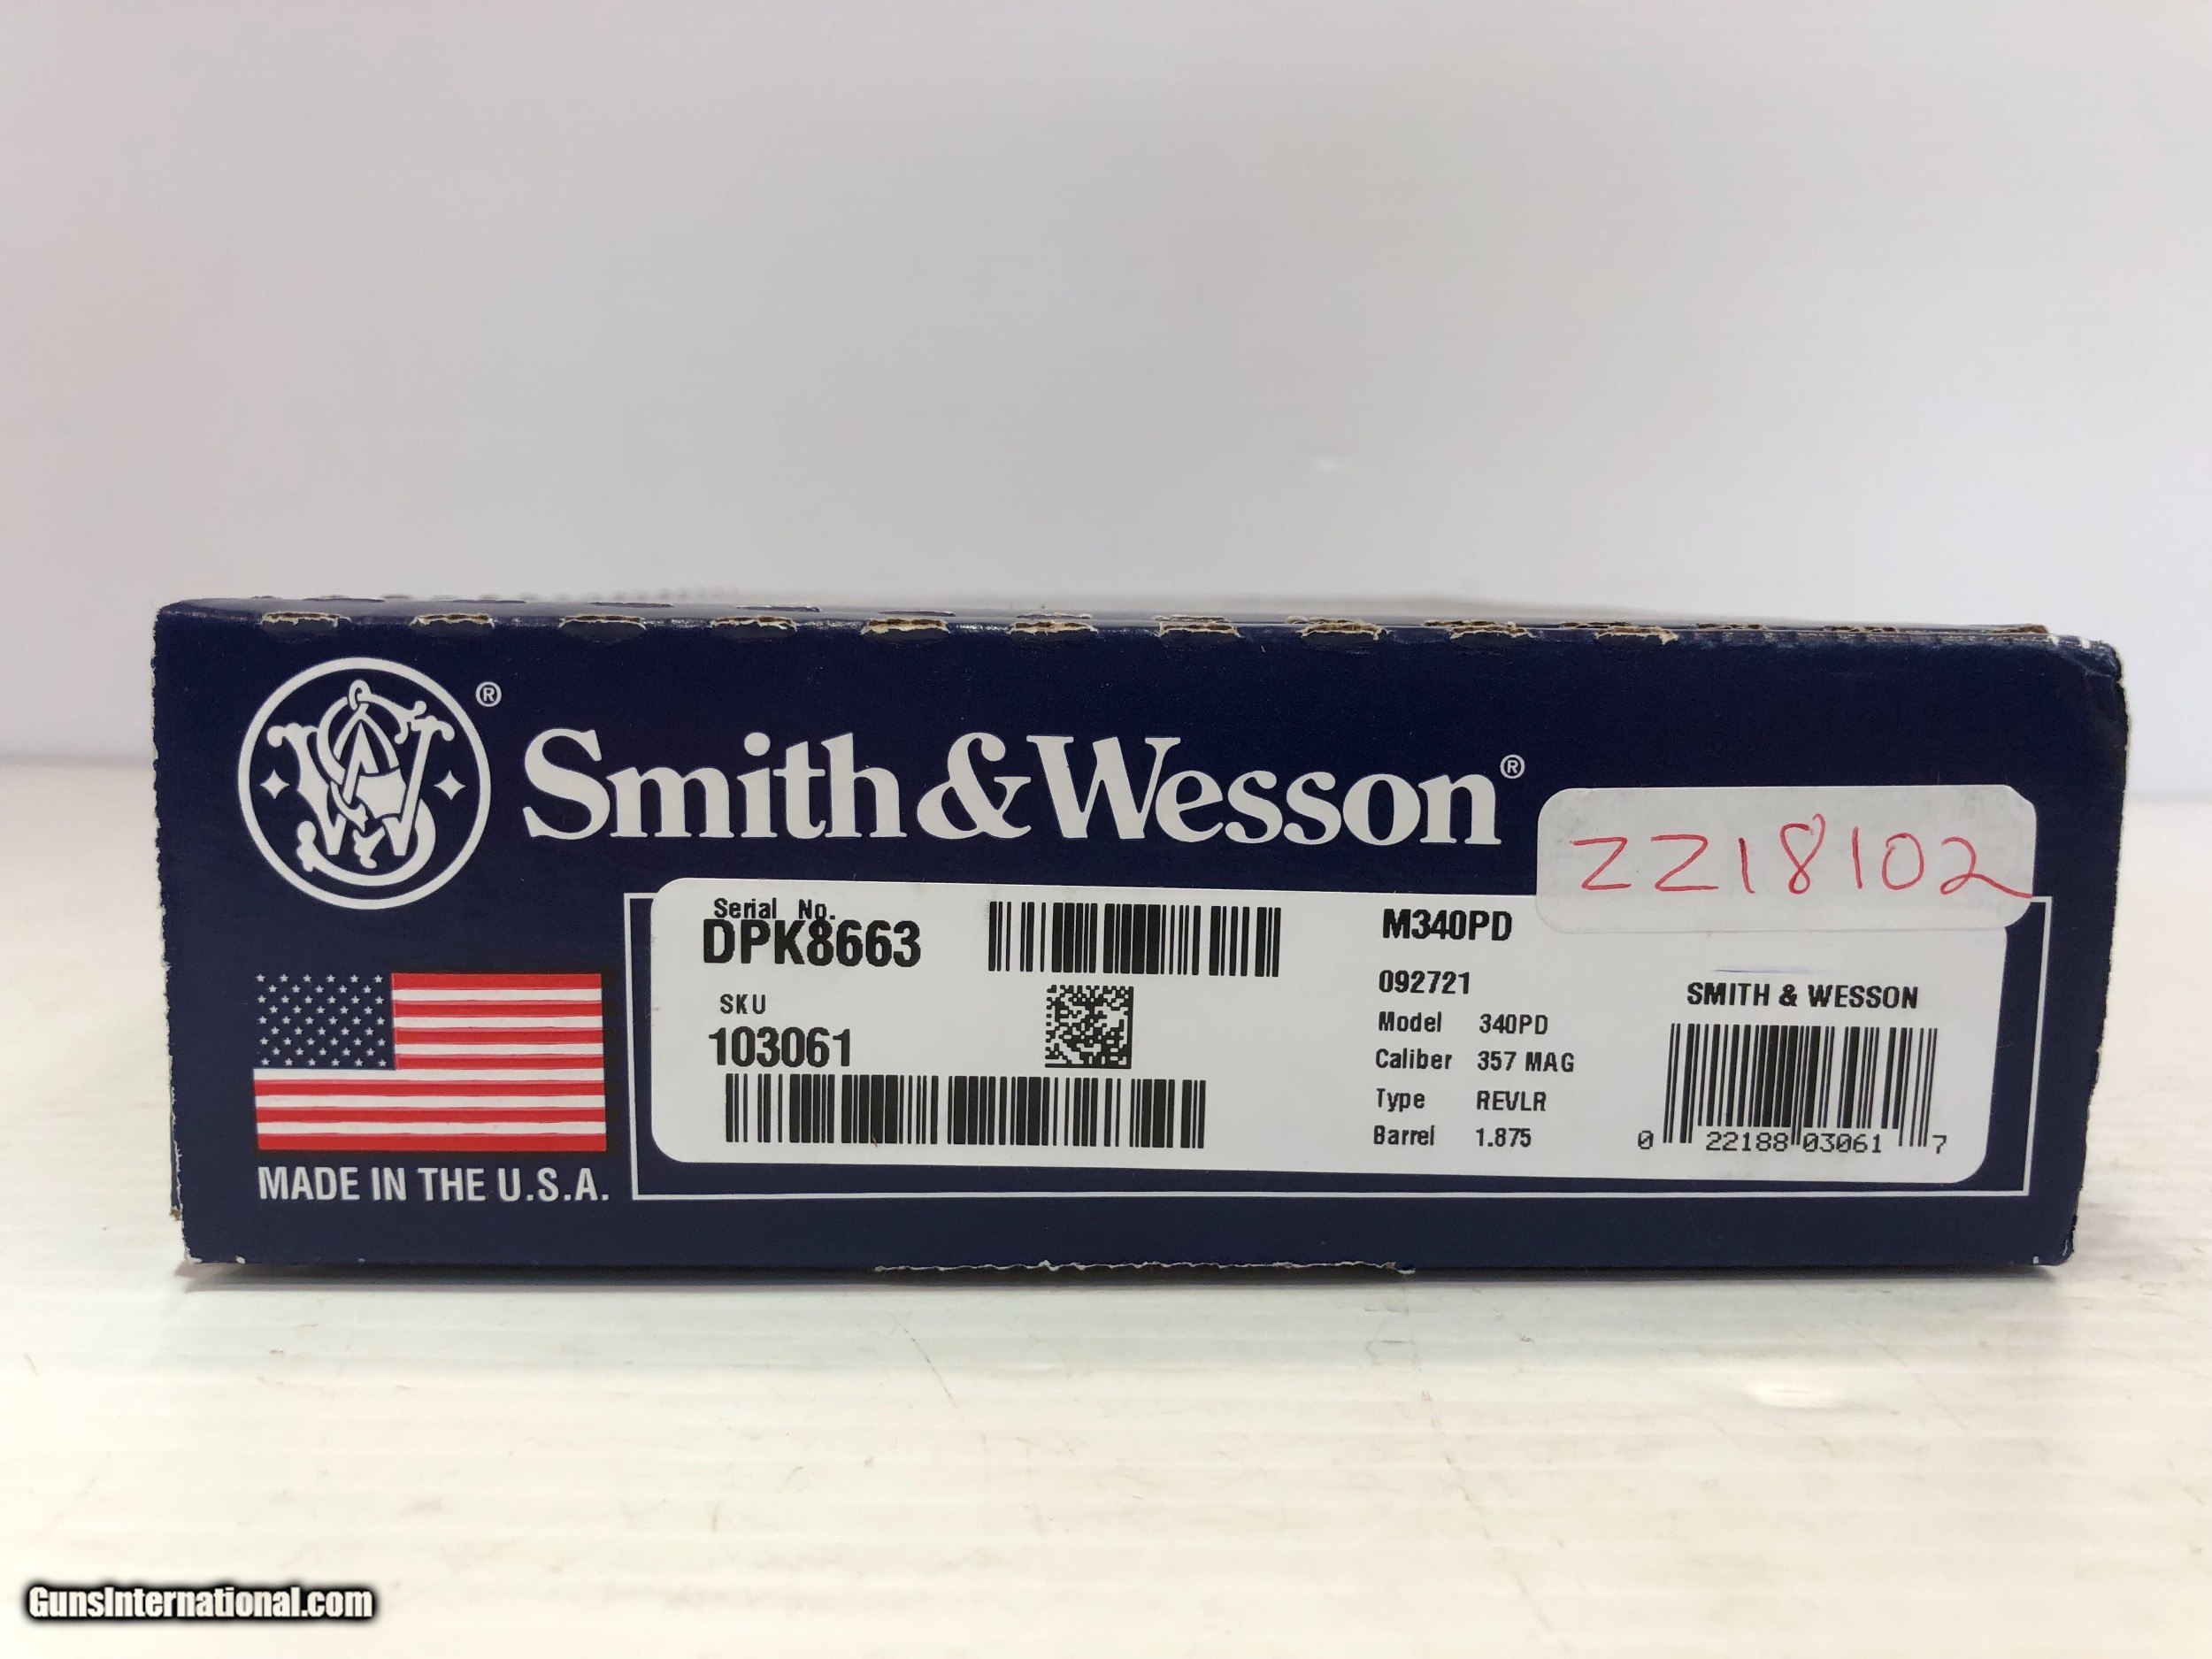 ®
Smith & Wesson®
ZZ18102
Serial No.
DPK8663
SKU
103061
M340PD
092721
Model 340PD
Caliber 357 MAG
Type REVLR
Barrel 1.875
SMITH & WESSON
0 22188 03061 7
MADE IN THE U.S.A.
GunsInternational.com